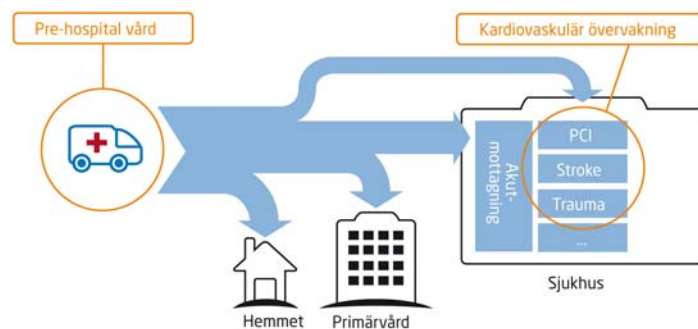 Pre-hospital vård
Kardiovaskulär övervakning
Akut-
mottagning
PCI
Stroke
Trauma
...
Hemmet
Primärvård
Sjukhus